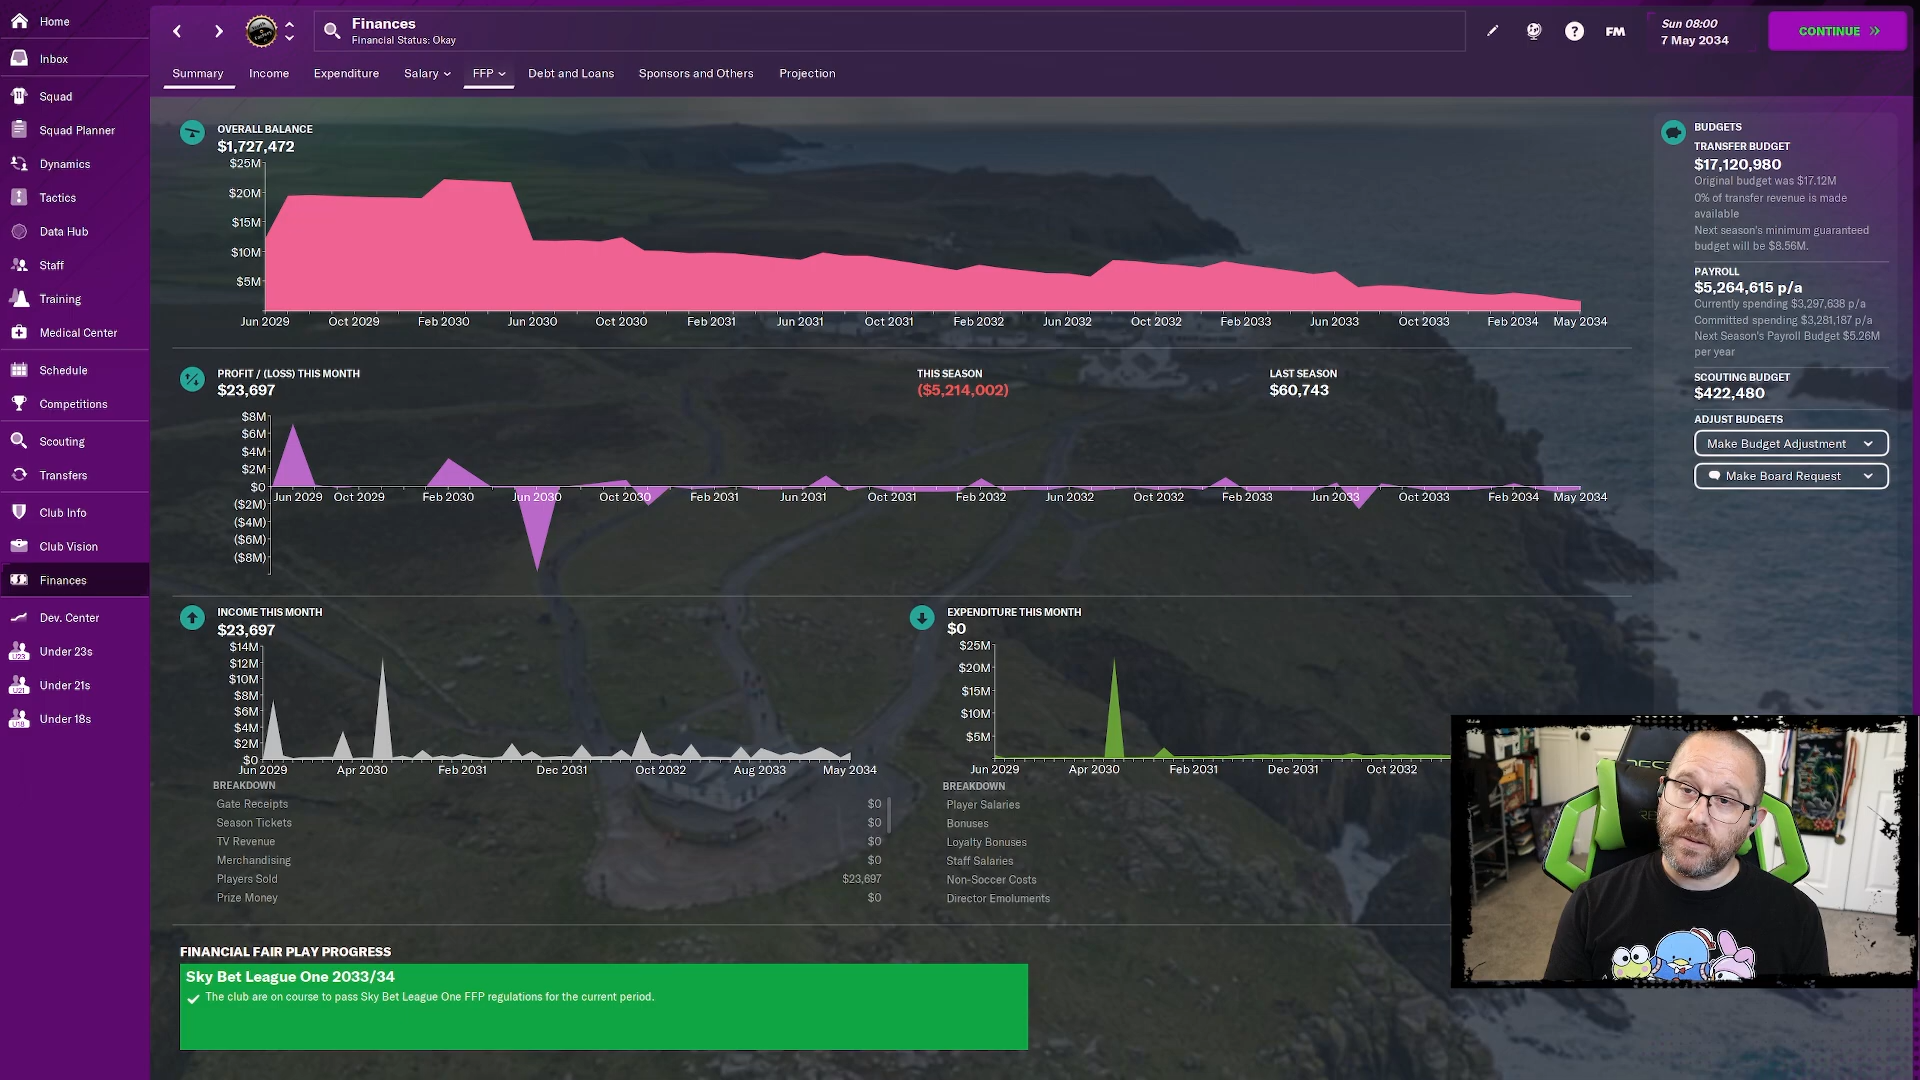 Home
Inbox
Squad
Squad Planner
Dynamics
Tactics
Data Hub
Staff
Training
Medical Center
Schedule
Competitions
Scouting
Transfers
Club Info
Club Vision
Finances
Dev. Center
Under 23s
Under 21s
Under 18s
Finances
Financial Status: Okay
FM
Sun 08:00
7 May 2034
CONTINUE
Summary Income Expenditure Salary FFP Debt and Loans Sponsors and Others Projection
OVERALL BALANCE
$1,727,472
$25M
$20M
$15M
$10M
$5M
Jun 2029 Oct 2029 Feb 2030 Jun 2030 Oct 2030 Feb 2031 Jun 2031 Oct 2031 Feb 2032 Jun 2032 Oct 2032 Feb 2033 Jun 2033 Oct 2033 Feb 2034 May 2034
PROFIT / (LOSS) THIS MONTH
$23,697
THIS SEASON
($5,214,002)
LAST SEASON
$60,743
$8M
$6M
$4M
$2M
$0
($2M)
($4M)
($6M)
($8M)
Jun 2029 Oct 2029 Feb 2030 Jun 2030 Oct 2030 Feb 2031 Jun 2031 Oct 2031 Feb 2032 Jun 2032 Oct 2032 Feb 2033 Jun 2033 Oct 2033 Feb 2034 May 2034
INCOME THIS MONTH
$23,697
$14M
$12M
$10M
$8M
$6M
$4M
$2M
$0
Jun 2029 Apr 2030 Feb 2031 Dec 2031 Oct 2032 Aug 2033 May 2034
BREAKDOWN
Gate Receipts $0
Season Tickets $0
TV Revenue $0
Merchandising $0
Players Sold $23,697
Prize Money $0
EXPENDITURE THIS MONTH
$0
$25M
$20M
$15M
$10M
$5M
Jun 2029 Apr 2030 Feb 2031 Dec 2031 Oct 2032
BREAKDOWN
Player Salaries
Bonuses
Loyalty Bonuses
Staff Salaries
Non-Soccer Costs
Director Emoluments
FINANCIAL FAIR PLAY PROGRESS
Sky Bet League One 2033/34
The club are on course to pass Sky Bet League One FFP regulations for the current period.
BUDGETS
TRANSFER BUDGET
$17,120,980
Original budget was $17.12M
0% of transfer revenue is made
available
Next season's minimum guaranteed
budget will be $8.56M.
PAYROLL
$5,264,615 p/a
Currently spending $3,297,638 p/a
Committed spending $3,281,187 p/a
Next Season's Payroll Budget $5.26M
per year
SCOUTING BUDGET
$422,480
ADJUST BUDGETS
Make Budget Adjustment
Make Board Request